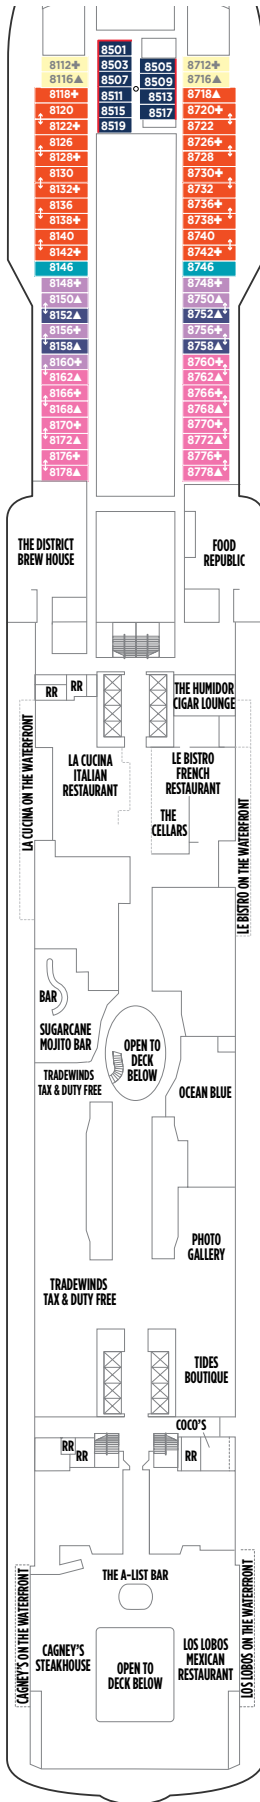 8501
8503
8505
8507
8509
8511
8513
8515
8517
8519
8112✚
8116▲
8118✚
8120
8122✚
8126
8128✚
8130
8132✚
8136
8138✚
8140
8142✚
8146
8148✚
8150▲
8152▲
8156✚
8158▲
8160✚
8162▲
8166✚
8168▲
8170✚
8172▲
8176✚
8178▲
8712✚
8716▲
8718▲
8720✚
8722
8726✚
8728
8730✚
8732
8736✚
8738✚
8740
8742✚
8746
8748✚
8750▲
8752▲
8756✚
8758▲
8760✚
8762▲
8766✚
8768▲
8770✚
8772▲
8776✚
8778▲
THE DISTRICT
BREW HOUSE
FOOD
REPUBLIC
RR
RR
THE HUMIDOR
CIGAR LOUNGE
LA CUCINA ON THE WATERFRONT
LA CUCINA
ITALIAN
RESTAURANT
LE BISTRO
FRENCH
RESTAURANT
THE
CELLARS
LE BISTRO ON THE WATERFRONT
BAR
SUGARCANE
MOJITO BAR
OPEN TO
DECK
BELOW
TRADEWINDS
TAX & DUTY FREE
OCEAN BLUE
PHOTO
GALLERY
TRADEWINDS
TAX & DUTY FREE
TIDES
BOUTIQUE
COCO'S
RR
RR
RR
THE A-LIST BAR
CAGNEY'S ON THE WATERFRONT
CAGNEY'S
STEAKHOUSE
OPEN TO
DECK BELOW
LOS LOBOS
MEXICAN
RESTAURANT
LOS LOBOS ON THE WATERFRONT